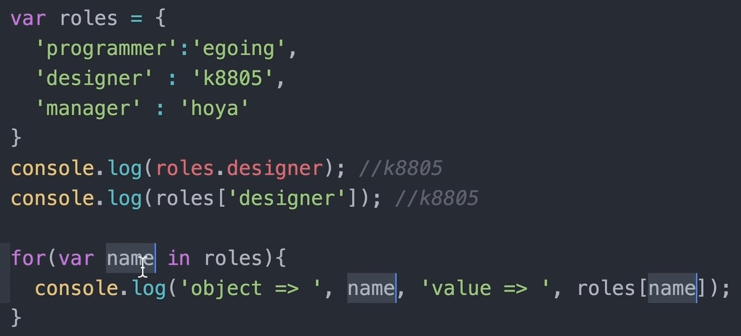 var roles = {
  'programmer':'egoing',
  'designer' : 'k8805',
  'manager' : 'hoya'
}
console.log(roles.designer); //k8805
console.log(roles['designer']); //k8805
for(var name in roles){
  console.log('object => ', name, 'value => ', roles[name]);
}